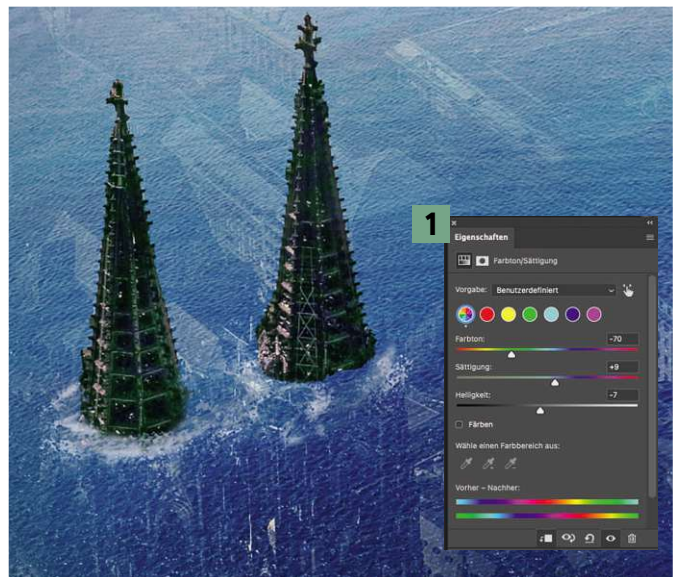 1
Eigenschaften
Farbton/Sättigung
Vorgabe: Benutzerdefiniert
Farbton: -70
Sättigung: +9
Helligkeit: -7
Färben
Wähle einen Farbbereich aus:
Vorher – Nachher: